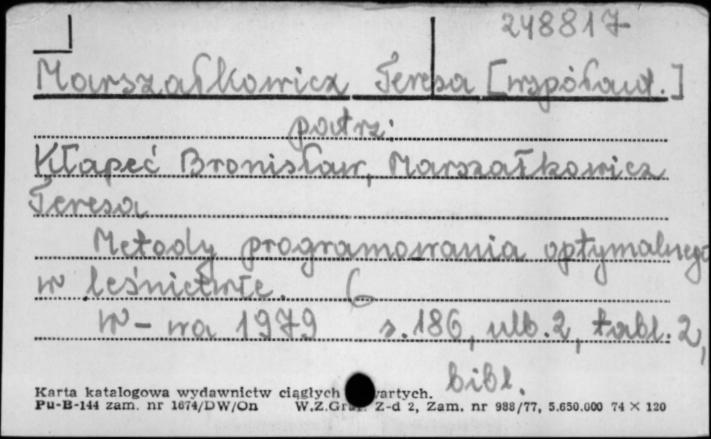 248817
Marszałkowicz Teresa [współaut.]
patrz:
Kłapeć Bronisław, Marszałkowicz
Teresa
Metody programowania optymalnego
w leśnictwie. 6
W-wa 1979 s. 186, ulb. 2, tabl. 2,
bibl.
Karta katalogowa wydawnictw ciągłych wartych.
Pu-B-144 zam. nr 1674/DW/On W.Z.Graf. Z-d 2, Zam. nr 988/77, 5.650.000 74 × 120